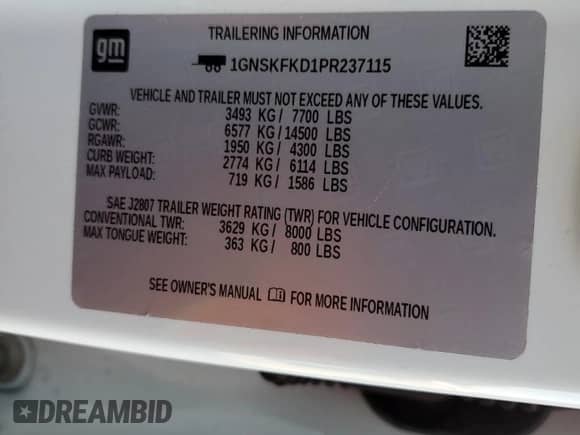 gm
TRAILERING INFORMATION
1GNSKFKD1PR237115
VEHICLE AND TRAILER MUST NOT EXCEED ANY OF THESE VALUES.
GVWR: 3493 KG / 7700 LBS
GCWR: 6577 KG / 14500 LBS
RGAWR: 1950 KG / 4300 LBS
CURB WEIGHT: 2774 KG / 6114 LBS
MAX PAYLOAD: 719 KG / 1586 LBS
SAE J2807 TRAILER WEIGHT RATING (TWR) FOR VEHICLE CONFIGURATION.
CONVENTIONAL TWR: 3629 KG / 8000 LBS
MAX TONGUE WEIGHT: 363 KG / 800 LBS
SEE OWNER'S MANUAL FOR MORE INFORMATION
DREAMBID